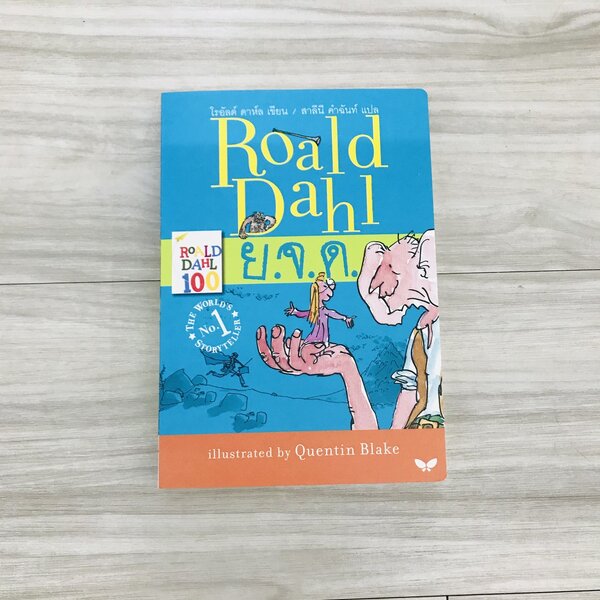 โรอัลด์ ดาห์ล เขียน / สาลินี คำฉันท์ แปล
Roald
Dahl
ย.จ.ด.
ROALD
DAHL
100
THE WORLD'S
No. 1
STORYTELLER
illustrated by Quentin Blake